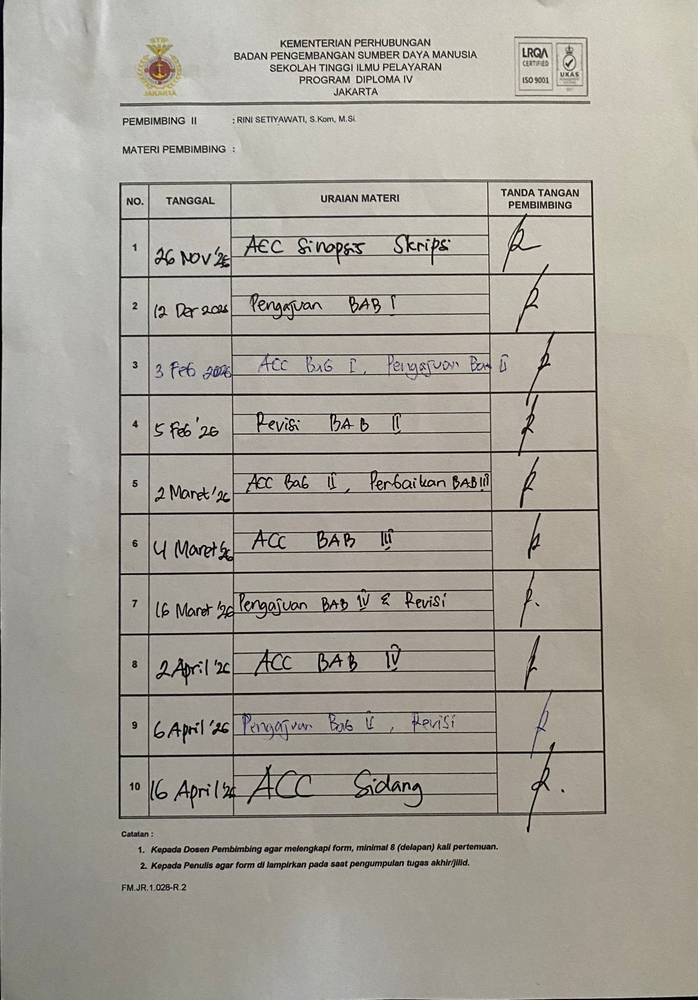 STIP
JAKARTA
KEMENTERIAN PERHUBUNGAN
BADAN PENGEMBANGAN SUMBER DAYA MANUSIA
SEKOLAH TINGGI ILMU PELAYARAN
PROGRAM DIPLOMA IV
JAKARTA
LRQA
CERTIFIED
ISO 9001
UKAS
PEMBIMBING II : RINI SETIYAWATI, S.Kom, M.Si.
MATERI PEMBIMBING :
NO. TANGGAL URAIAN MATERI TANDA TANGAN PEMBIMBING
1 26 NOV ACC Sinopsis Skripsi
2 12 Des Pengajuan BAB I
3 3 Feb 2026 ACC Bab I, Pengajuan Bab II
4 5 Feb '26 Revisi BAB II
5 2 Maret '26 ACC Bab II, Perbaikan BAB III
6 4 Maret '26 ACC BAB III
7 16 Maret '26 Pengajuan BAB IV & Revisi
8 2 April '26 ACC BAB IV
9 6 April '26 Pengajuan Bab , Revisi
10 16 April '26 ACC Sidang
Catatan :
1. Kepada Dosen Pembimbing agar melengkapi form, minimal 8 (delapan) kali pertemuan.
2. Kepada Penulis agar form di lampirkan pada saat pengumpulan tugas akhir/jilid.
FM.JR.1.028-R.2